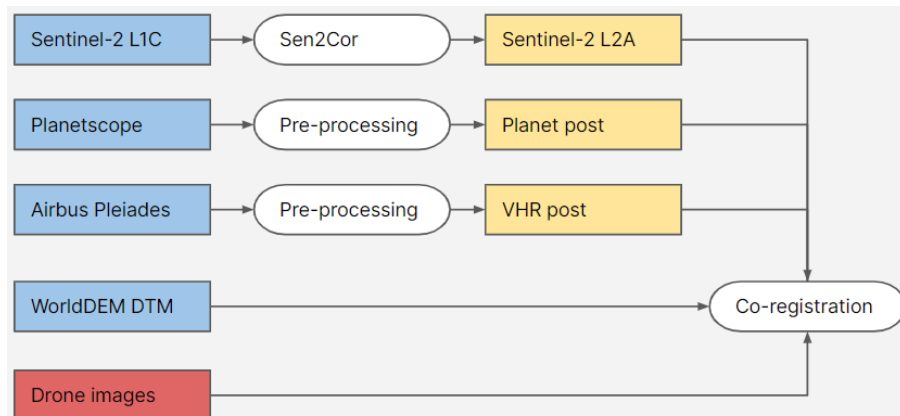 Sentinel-2 L1C
Sen2Cor
Sentinel-2 L2A
Planetscope
Pre-processing
Planet post
Airbus Pleiades
Pre-processing
VHR post
WorldDEM DTM
Co-registration
Drone images